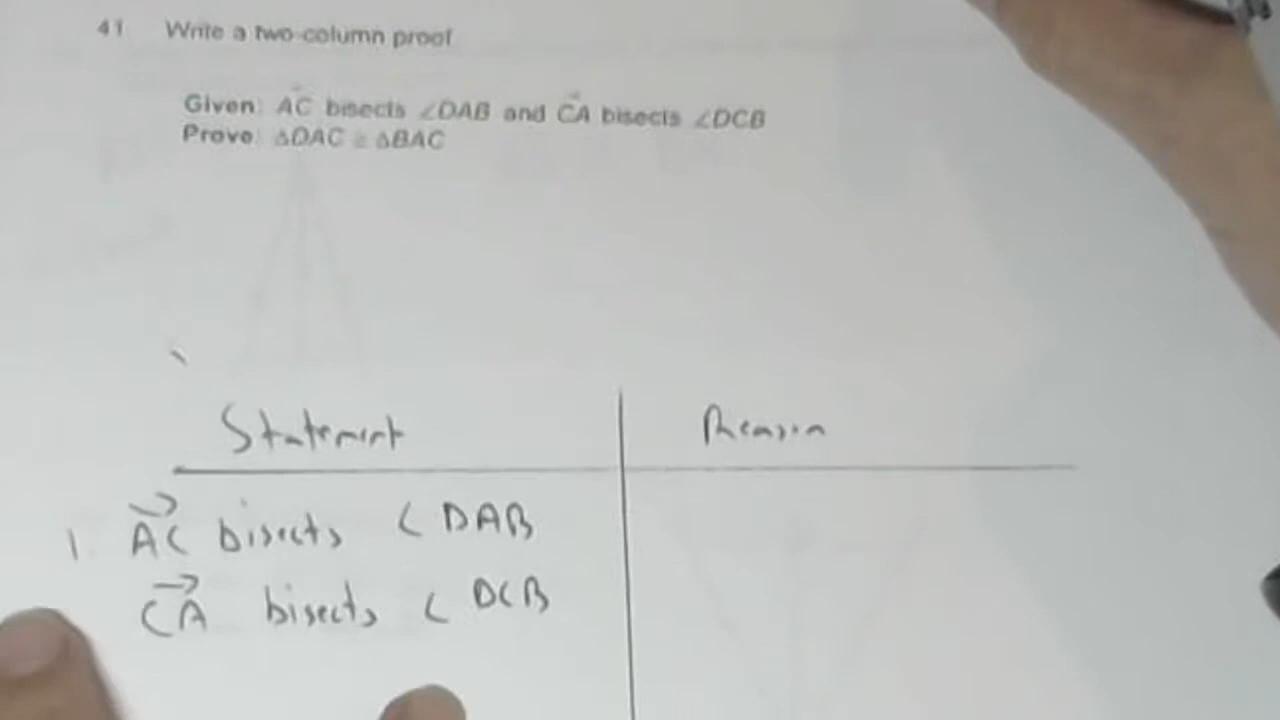 41 Write a two-column proof
Given: AC bisects ∠DAB and CA bisects ∠DCB
Prove: △DAC ≅ △BAC
Statement Reason
1. AC bisects ∠DAB
CA bisects ∠DCB